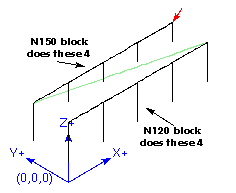 N150 block
does these 4
Z+
N120 block
does these 4
Y+
X+
(0,0,0)